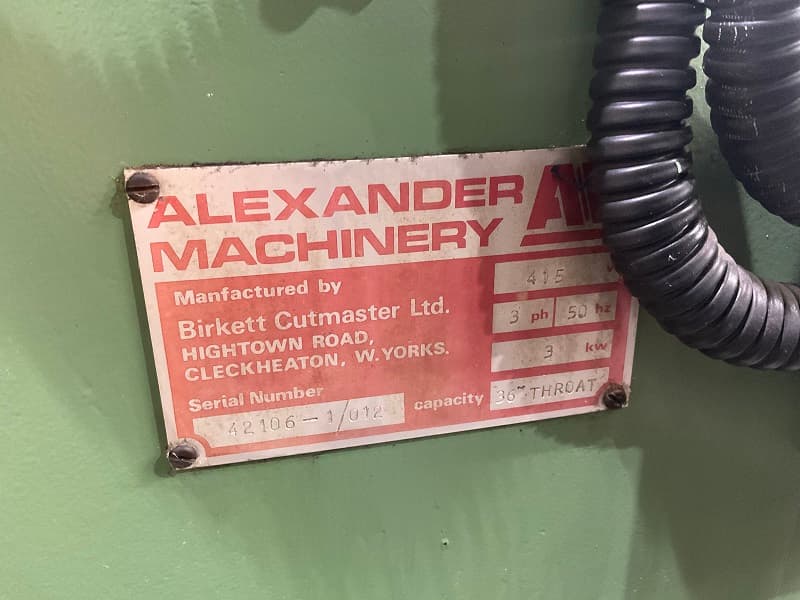 ALEXANDER
MACHINERY
Manfactured by
Birkett Cutmaster Ltd.
HIGHTOWN ROAD,
CLECKHEATON, W.YORKS.
Serial Number
42106-1/012
415 v
3 ph 50 hz
3 kw
capacity 36" THROAT